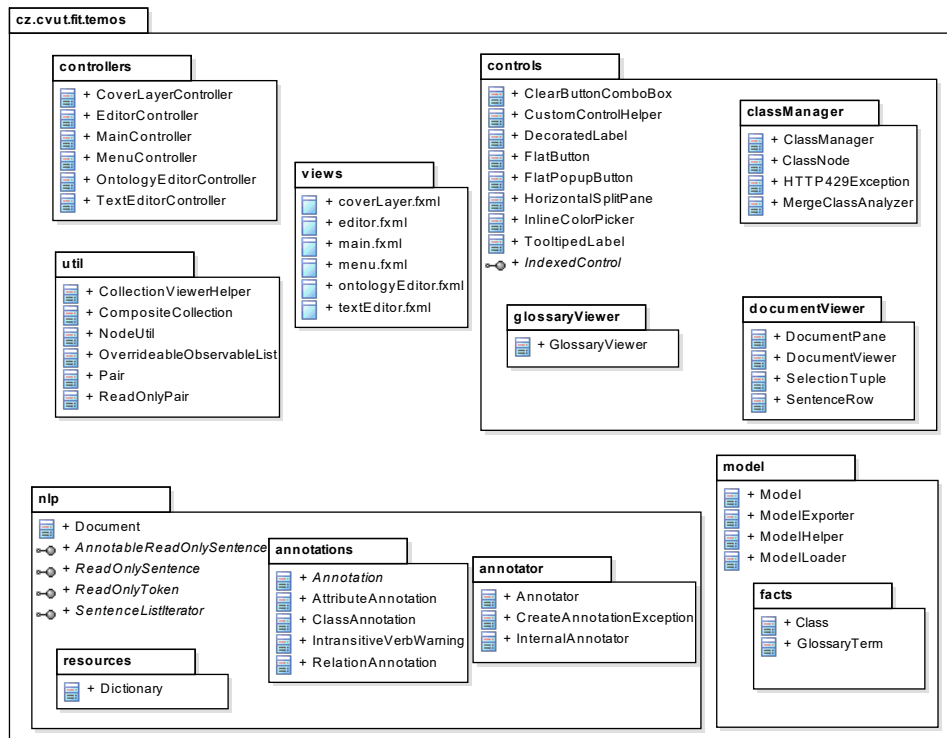 cz.cvut.fit.temos
controllers
+ CoverLayerController
+ EditorController
+ MainController
+ MenuController
+ OntologyEditorController
+ TextEditorController
util
+ CollectionViewerHelper
+ CompositeCollection
+ NodeUtil
+ OverrideableObservableList
+ Pair
+ ReadOnlyPair
views
+ coverLayer.fxml
+ editor.fxml
+ main.fxml
+ menu.fxml
+ ontologyEditor.fxml
+ textEditor.fxml
controls
+ ClearButtonComboBox
+ CustomControlHelper
+ DecoratedLabel
+ FlatButton
+ FlatPopupButton
+ HorizontalSplitPane
+ InlineColorPicker
+ TooltipedLabel
+ IndexedControl
classManager
+ ClassManager
+ ClassNode
+ HTTP429Exception
+ MergeClassAnalyzer
glossaryViewer
+ GlossaryViewer
documentViewer
+ DocumentPane
+ DocumentViewer
+ SelectionTuple
+ SentenceRow
nlp
+ Document
+ AnnotableReadOnlySentence
+ ReadOnlySentence
+ ReadOnlyToken
+ SentenceListIterator
resources
+ Dictionary
annotations
+ Annotation
+ AttributeAnnotation
+ ClassAnnotation
+ IntransitiveVerbWarning
+ RelationAnnotation
annotator
+ Annotator
+ CreateAnnotationException
+ InternalAnnotator
model
+ Model
+ ModelExporter
+ ModelHelper
+ ModelLoader
facts
+ Class
+ GlossaryTerm